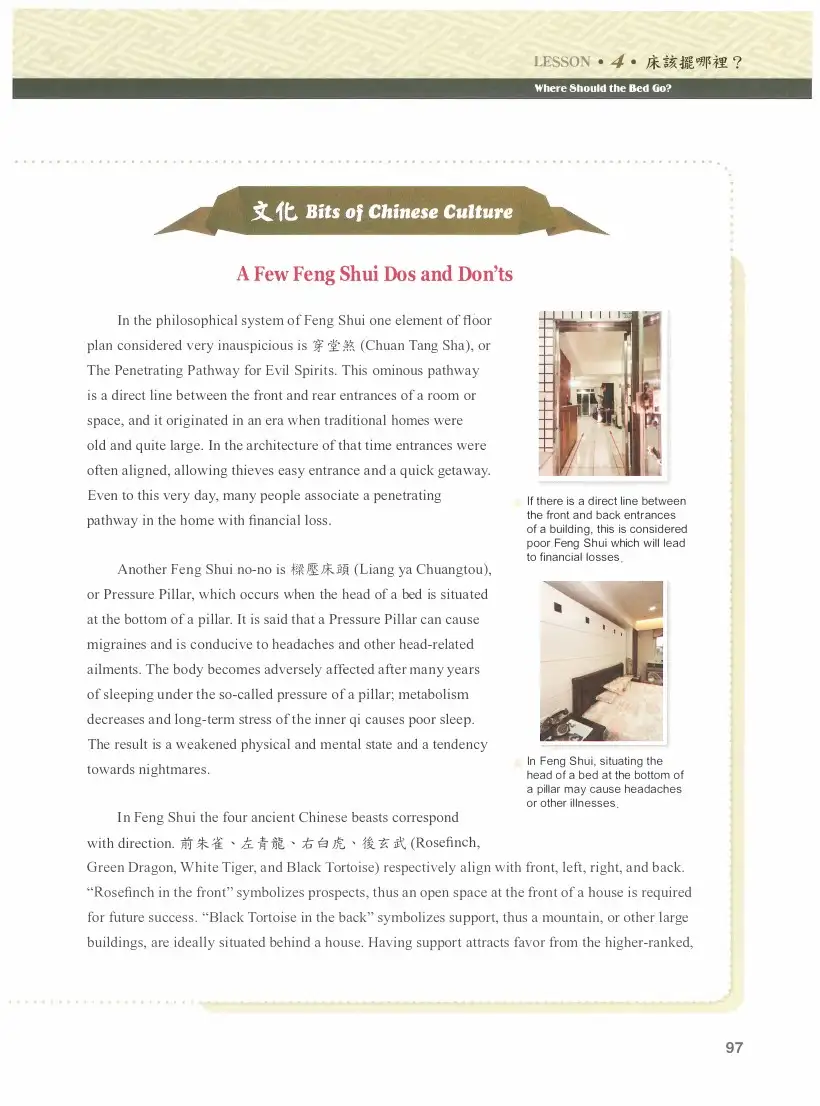 LESSON • 4 • 床該擺哪裡？
Where Should the Bed Go?
文化 Bits of Chinese Culture
A Few Feng Shui Dos and Don'ts
In the philosophical system of Feng Shui one element of floor
plan considered very inauspicious is 穿堂煞 (Chuan Tang Sha), or
The Penetrating Pathway for Evil Spirits. This ominous pathway
is a direct line between the front and rear entrances of a room or
space, and it originated in an era when traditional homes were
old and quite large. In the architecture of that time entrances were
often aligned, allowing thieves easy entrance and a quick getaway.
Even to this very day, many people associate a penetrating
pathway in the home with financial loss.
If there is a direct line between
the front and back entrances
of a building, this is considered
poor Feng Shui which will lead
to financial losses.
Another Feng Shui no-no is 樑壓床頭 (Liang ya Chuangtou),
or Pressure Pillar, which occurs when the head of a bed is situated
at the bottom of a pillar. It is said that a Pressure Pillar can cause
migraines and is conducive to headaches and other head-related
ailments. The body becomes adversely affected after many years
of sleeping under the so-called pressure of a pillar; metabolism
decreases and long-term stress of the inner qi causes poor sleep.
The result is a weakened physical and mental state and a tendency
towards nightmares.
In Feng Shui, situating the
head of a bed at the bottom of
a pillar may cause headaches
or other illnesses.
In Feng Shui the four ancient Chinese beasts correspond
with direction. 前朱雀、左青龍、右白虎、後玄武 (Rosefinch,
Green Dragon, White Tiger, and Black Tortoise) respectively align with front, left, right, and back.
“Rosefinch in the front” symbolizes prospects, thus an open space at the front of a house is required
for future success. “Black Tortoise in the back” symbolizes support, thus a mountain, or other large
buildings, are ideally situated behind a house. Having support attracts favor from the higher-ranked,
97